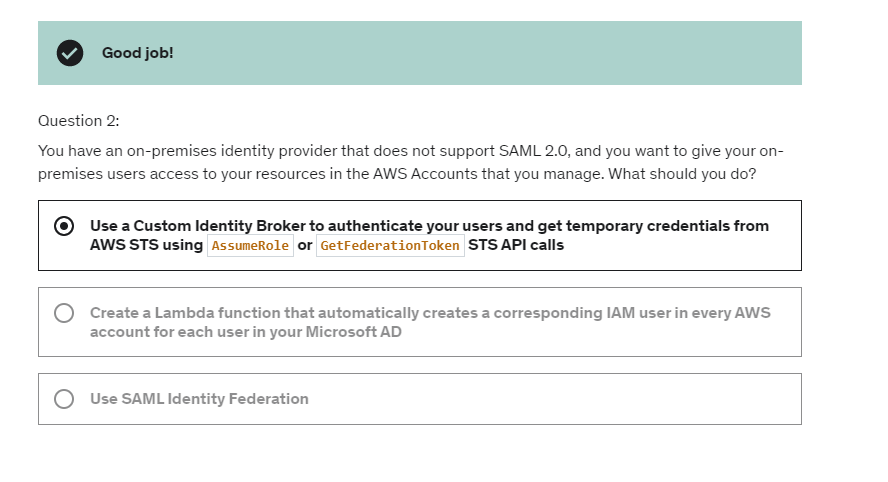 Good job!
Question 2:
You have an on-premises identity provider that does not support SAML 2.0, and you want to give your on-
premises users access to your resources in the AWS Accounts that you manage. What should you do?
Use a Custom Identity Broker to authenticate your users and get temporary credentials from
AWS STS using AssumeRole or GetFederationToken STS API calls
Create a Lambda function that automatically creates a corresponding IAM user in every AWS
account for each user in your Microsoft AD
Use SAML Identity Federation